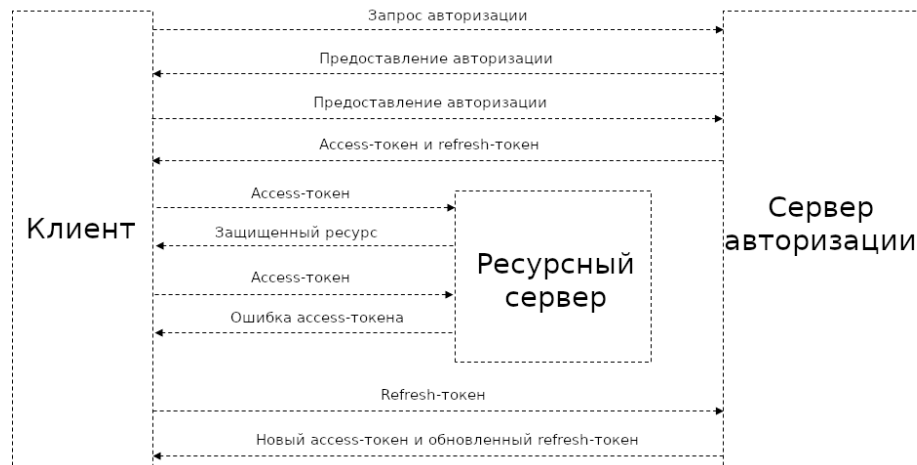 Запрос авторизации
Предоставление авторизации
Предоставление авторизации
Access-токен и refresh-токен
Access-токен
Защищенный ресурс
Access-токен
Ошибка access-токена
Клиент
Ресурсный
сервер
Сервер
авторизации
Refresh-токен
Новый access-токен и обновленный refresh-токен